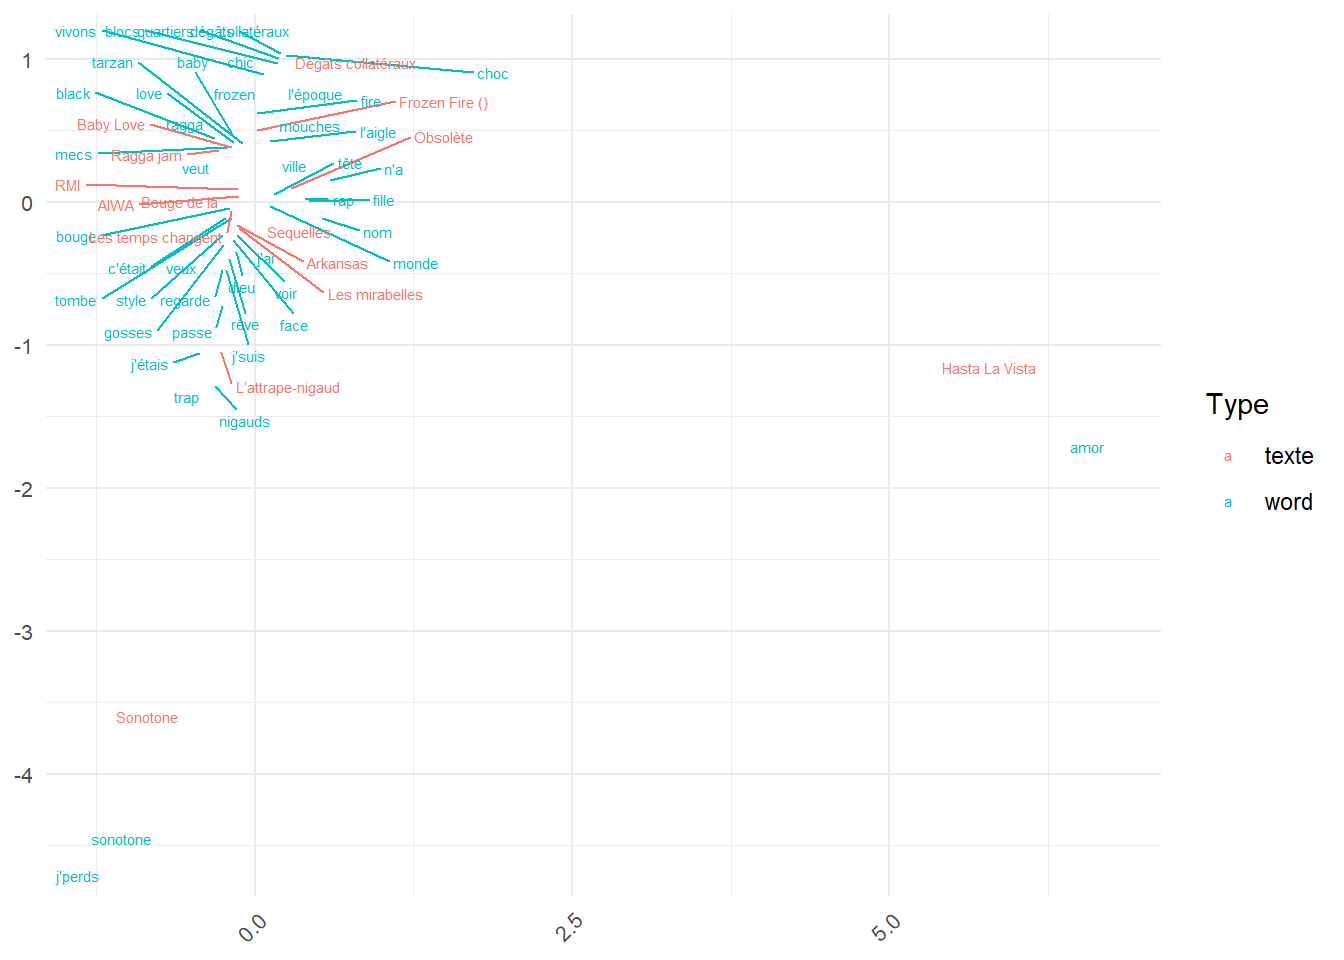 vivons blocs quartiers dégâts collatéraux
tarzan baby chic Dégâts collatéraux choc
black love frozen l'époque fire Frozen Fire ()
Baby Love ragga mouches l'aigle Obsolète
mecs Ragga jam veut ville tête n'a
RMI
AIWA Bouge de là rap fille
bouge Les temps changent Sequelles nom
c'était veux j'ai Arkansas monde
tombe style regarde dieu voir Les mirabelles
gosses passe rêve face
j'étais j'suis
L'attrape-nigaud
trap
nigauds
Hasta La Vista
amor
Sonotone
sonotone
j'perds
1
0
-1
-2
-3
-4
0.0 2.5 5.0
Type
a texte
a word